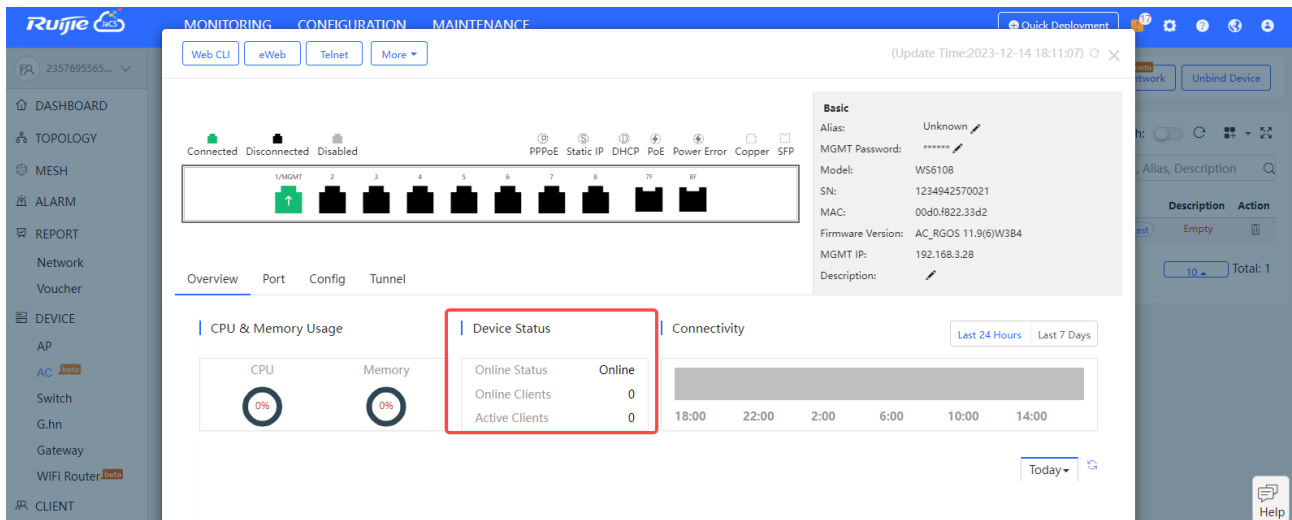 Ruijie JaCS MONITORING CONFIGURATION MAINTENANCE Quick Deployment 17
2357695565...
DASHBOARD
TOPOLOGY
MESH
ALARM
REPORT
Network
Voucher
DEVICE
AP
AC beta
Switch
G.hn
Gateway
WiFi Router beta
CLIENT
Web CLI eWeb Telnet More (Update Time:2023-12-14 18:11:07)
Connected Disconnected Disabled PPPoE Static IP DHCP PoE Power Error Copper SFP
1/MGMT 2 3 4 5 6 7 8 7F 8F
Basic
Alias: Unknown
MGMT Password: ******
Model: WS6108
SN: 1234942570021
MAC: 00d0.f822.33d2
Firmware Version: AC_RGOS 11.9(6)W3B4
MGMT IP: 192.168.3.28
Description:
Overview Port Config Tunnel
CPU & Memory Usage
CPU Memory
0% 0%
Device Status
Online Status Online
Online Clients 0
Active Clients 0
Connectivity Last 24 Hours Last 7 Days
18:00 22:00 2:00 6:00 10:00 14:00
Today
beta
twork Unbind Device
h:
, Alias, Description
Description Action
est) Empty
10 Total: 1
Help